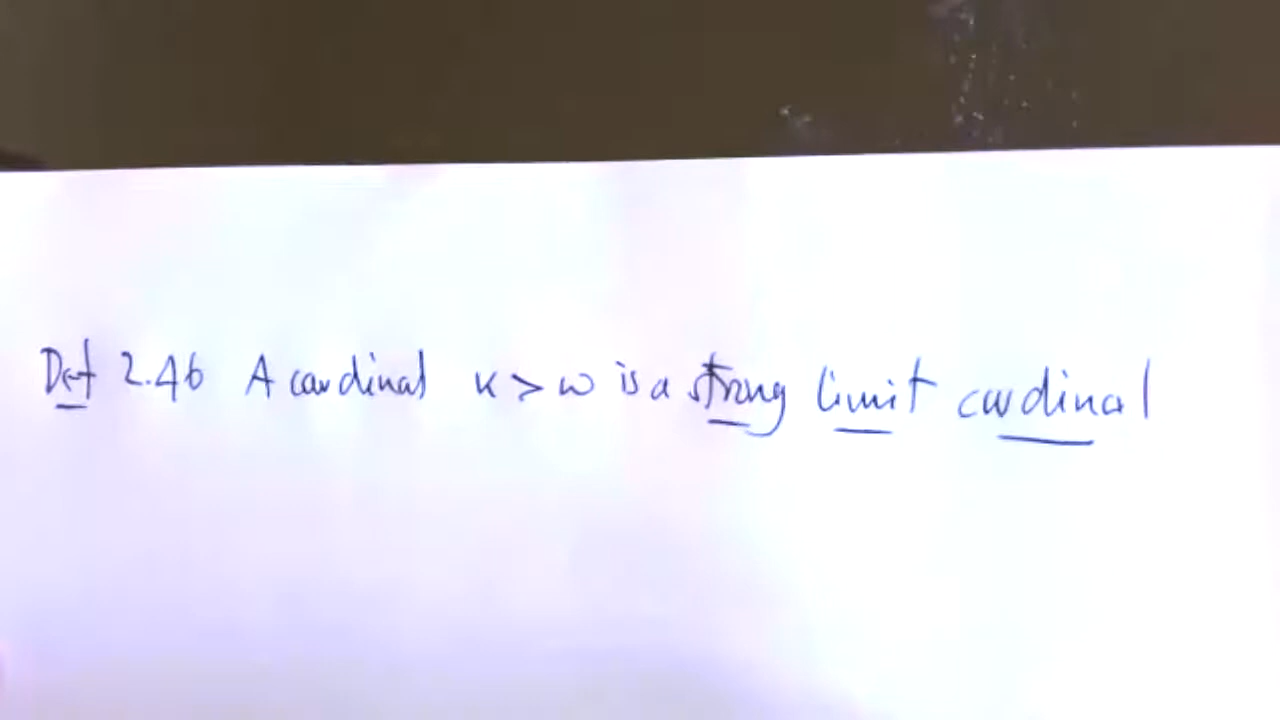 Def 2.46 A cardinal κ > ω is a strong limit cardinal